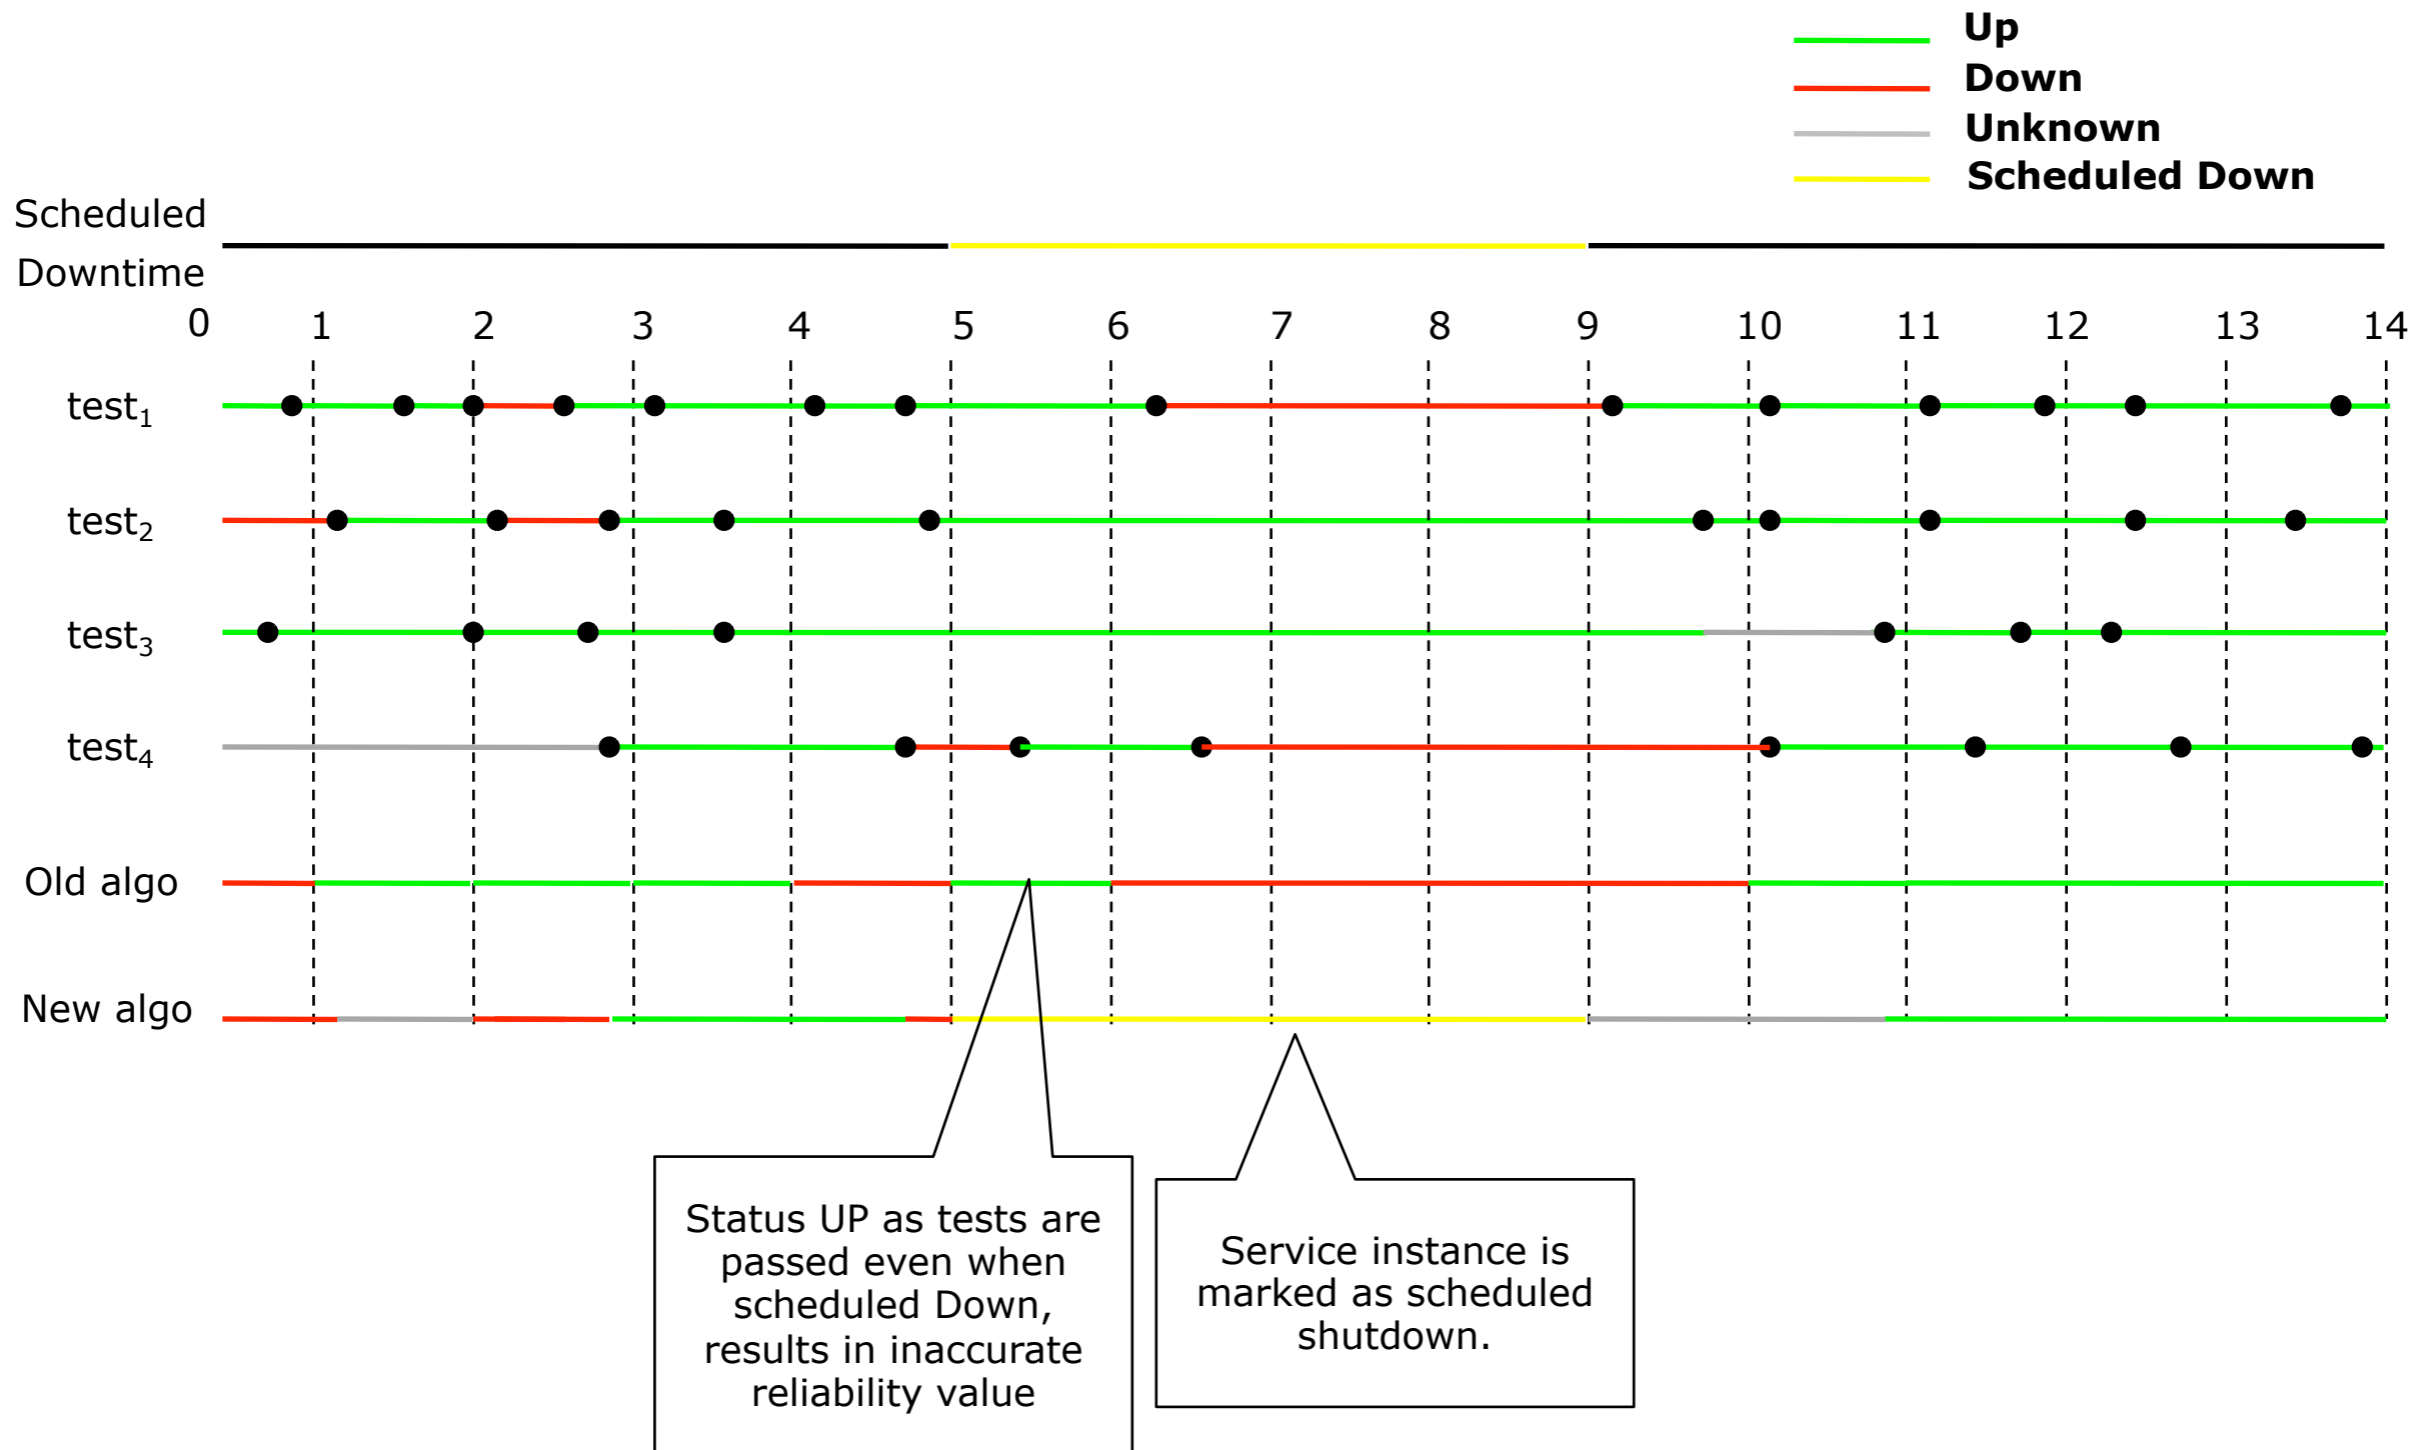 Up
Down
Unknown
Scheduled Down
Scheduled
Downtime
0 1 2 3 4 5 6 7 8 9 10 11 12 13 14
test₁
test₂
test₃
test₄
Old algo
New algo
Status UP as tests are
passed even when
scheduled Down,
results in inaccurate
reliability value
Service instance is
marked as scheduled
shutdown.